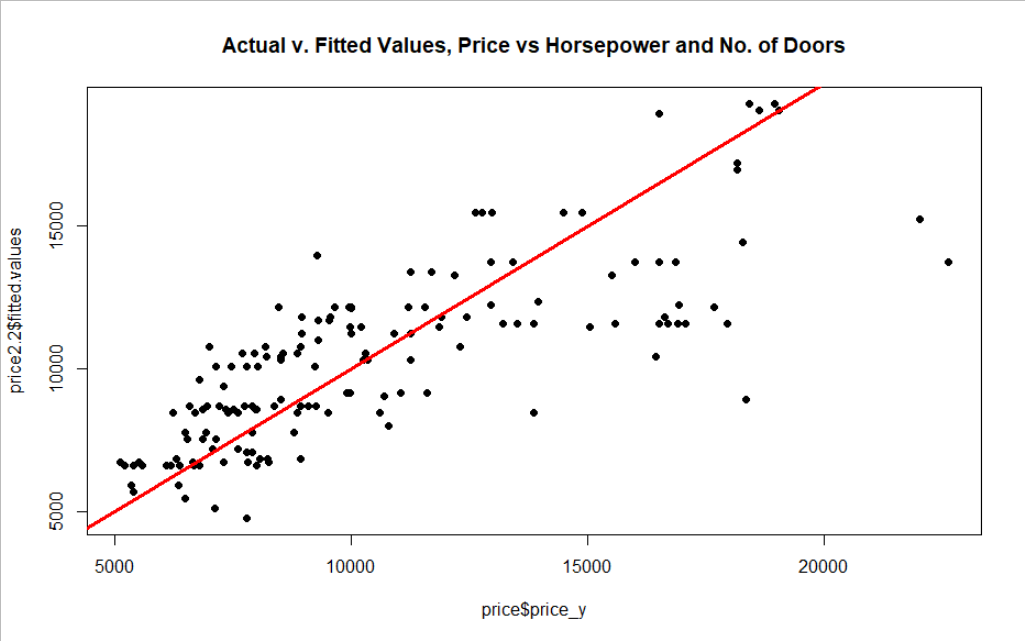 Actual v. Fitted Values, Price vs Horsepower and No. of Doors
price2.2$fitted.values
15000
10000
5000
5000 10000 15000 20000
price$price_y